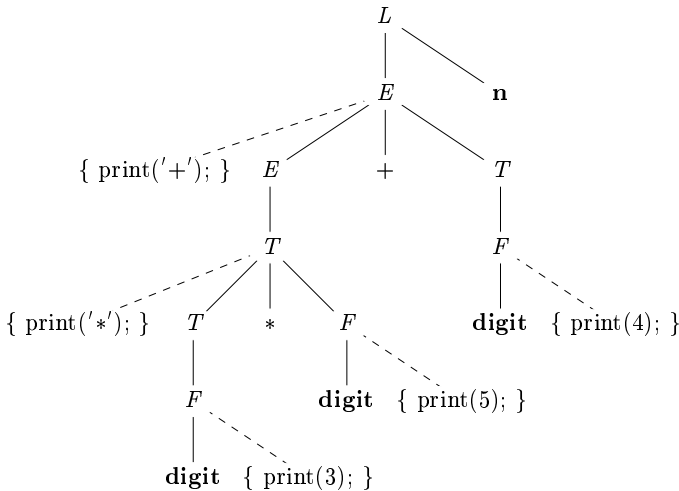 L
E n
{ print('+'); } E + T
T F
{ print('*'); } T * F digit { print(4); }
F digit { print(5); }
digit { print(3); }